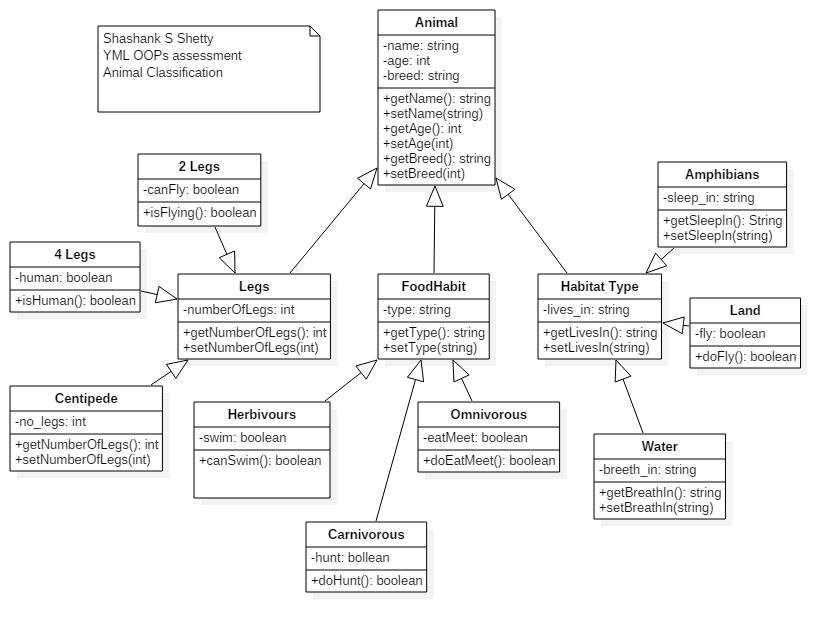 Shashank S Shetty
YML OOPs assessment
Animal Classification
Animal
-name: string
-age: int
-breed: string
+getName(): string
+setName(string)
+getAge(): int
+setAge(int)
+getBreed(): string
+setBreed(int)
2 Legs
-canFly: boolean
+isFlying(): boolean
Amphibians
-sleep_in: string
+getSleepIn(): String
+setSleepIn(string)
4 Legs
-human: boolean
+isHuman(): boolean
Legs
-numberOfLegs: int
+getNumberOfLegs(): int
+setNumberOfLegs(int)
FoodHabit
-type: string
+getType(): string
+setType(string)
Habitat Type
-lives_in: string
+getLivesIn(): string
+setLivesIn(string)
Land
-fly: boolean
+doFly(): boolean
Centipede
-no_legs: int
+getNumberOfLegs(): int
+setNumberOfLegs(int)
Herbivours
-swim: boolean
+canSwim(): boolean
Omnivorous
-eatMeet: boolean
+doEatMeet(): boolean
Water
-breeth_in: string
+getBreathIn(): string
+setBreathIn(string)
Carnivorous
-hunt: bollean
+doHunt(): boolean